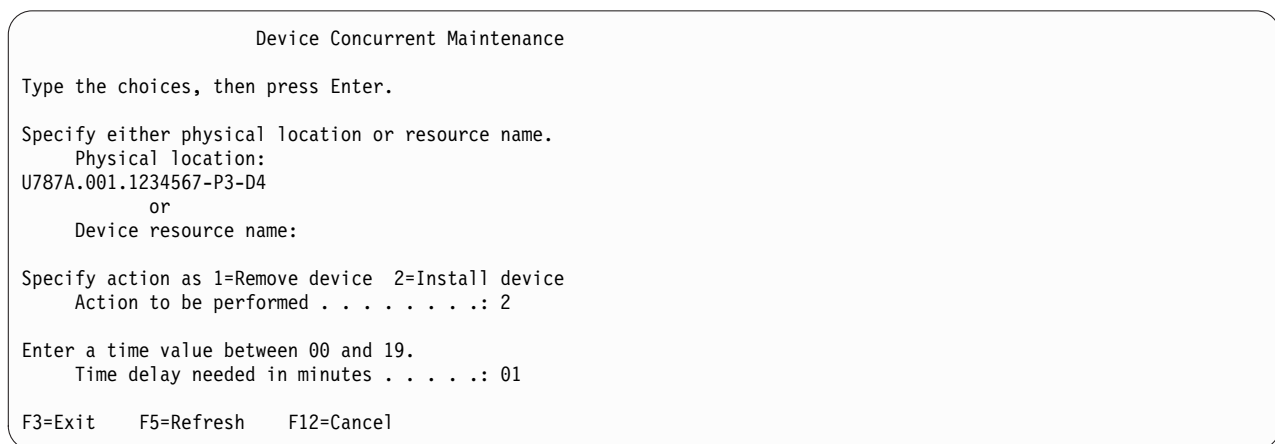 Device Concurrent Maintenance
Type the choices, then press Enter.
Specify either physical location or resource name.
Physical location:
U787A.001.1234567-P3-D4
or
Device resource name:
Specify action as 1=Remove device 2=Install device
Action to be performed . . . . . . . .: 2
Enter a time value between 00 and 19.
Time delay needed in minutes . . . . .: 01
F3=Exit F5=Refresh F12=Cancel